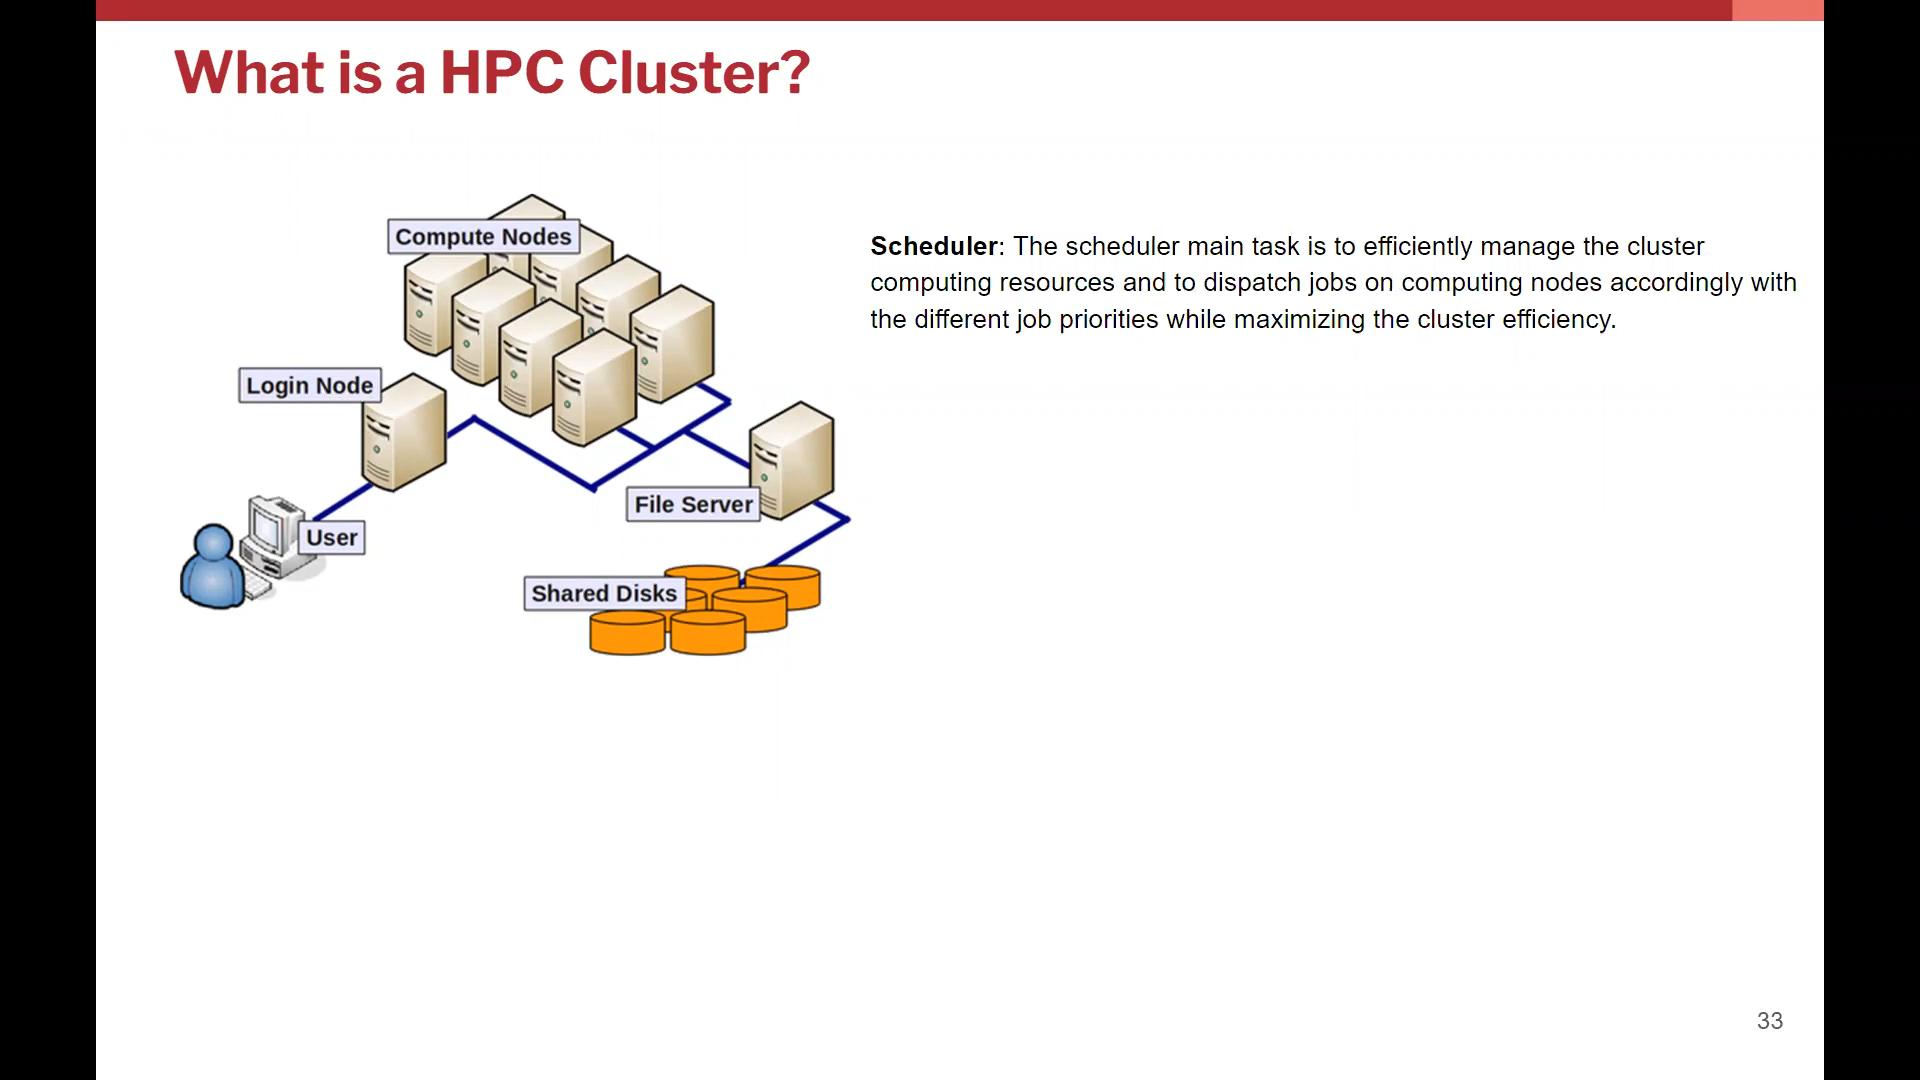 What is a HPC Cluster?
Compute Nodes
Login Node
User
File Server
Shared Disks
Scheduler: The scheduler main task is to efficiently manage the cluster
computing resources and to dispatch jobs on computing nodes accordingly with
the different job priorities while maximizing the cluster efficiency.
33